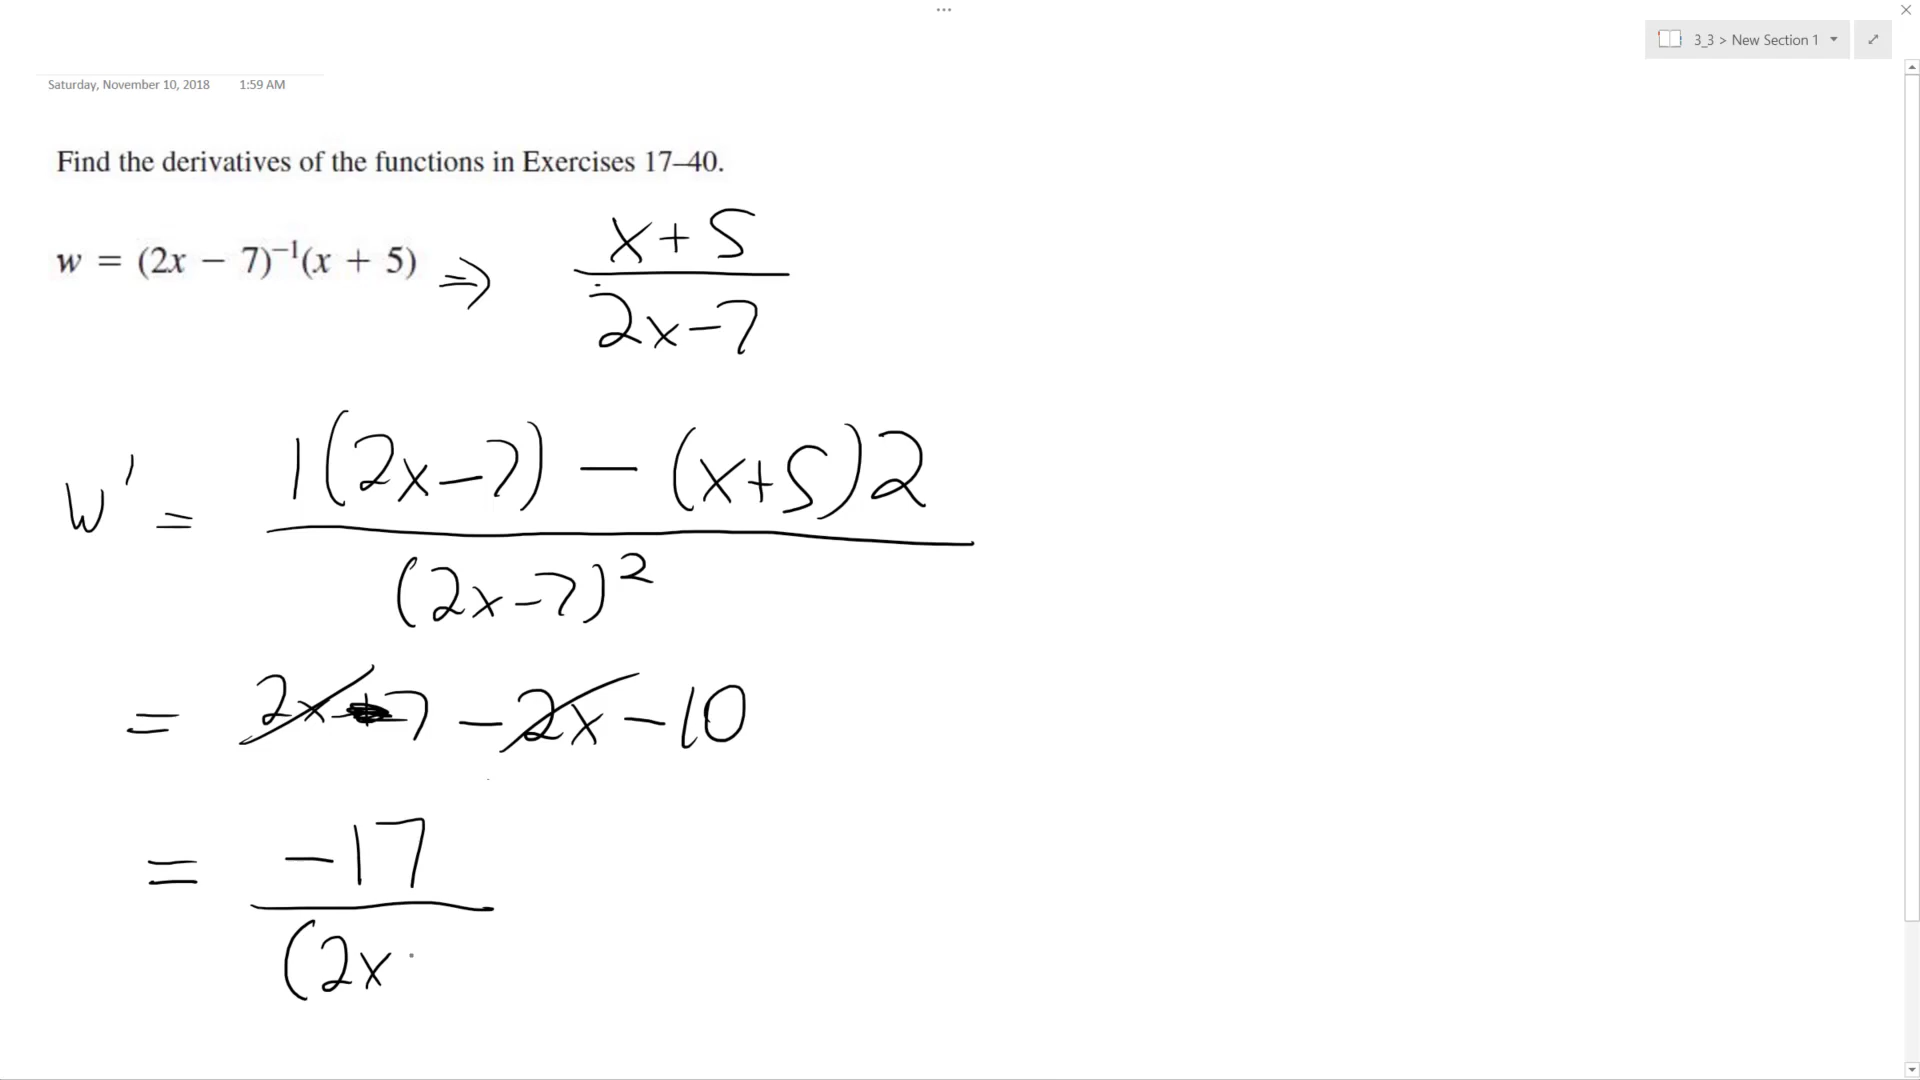 3_3 > New Section 1
Saturday, November 10, 2018 1:59 AM
Find the derivatives of the functions in Exercises 17–40.
w = (2x − 7)⁻¹(x + 5) ⇒ x+5
2x−7
w' = 1(2x−7) − (x+5)2
(2x−7)²
= 2x−7 − 2x − 10
= −17
(2x